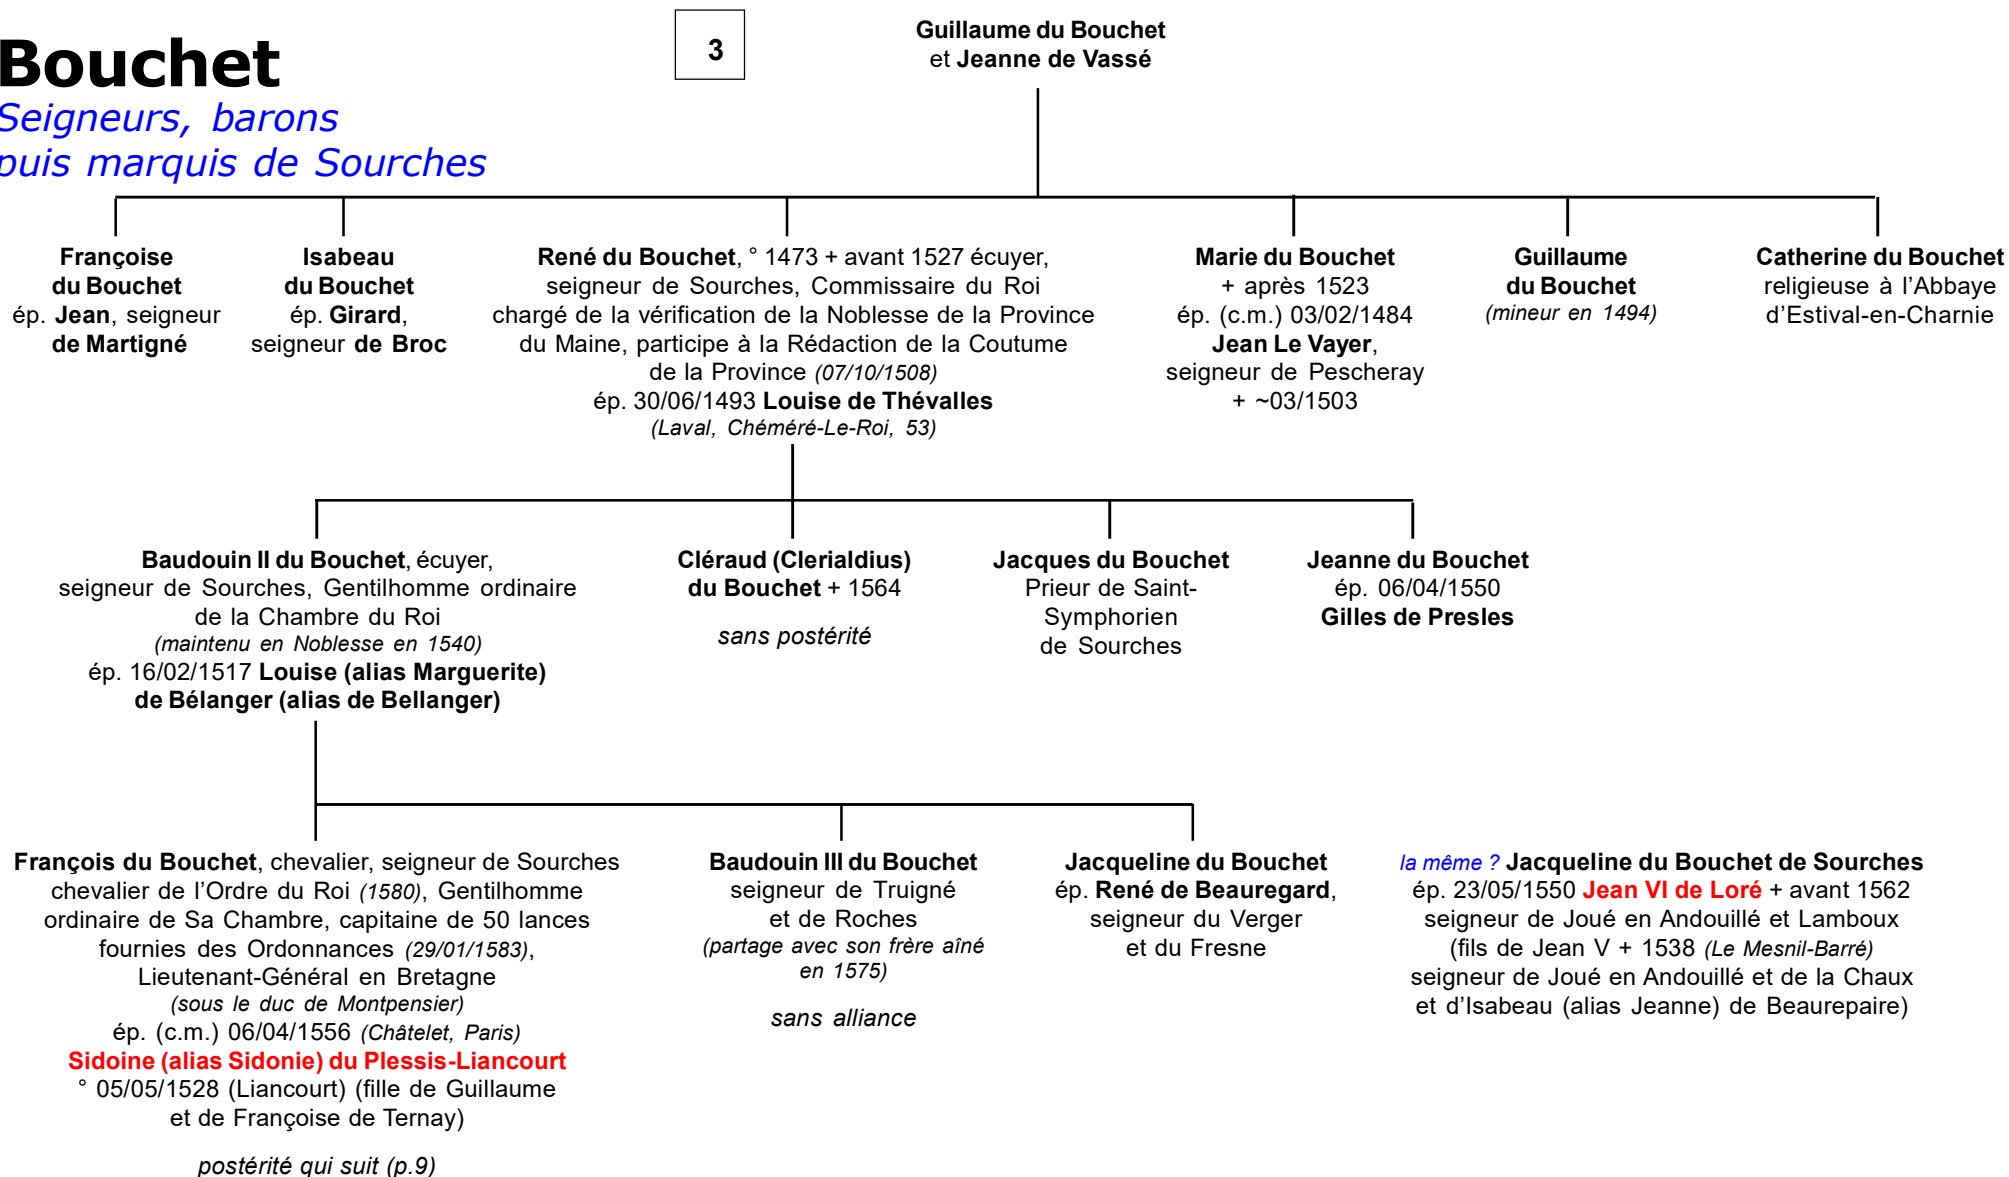 Bouchet
Seigneurs, barons
puis marquis de Sourches
3
Guillaume du Bouchet
et Jeanne de Vassé
Françoise
du Bouchet
ép. Jean, seigneur
de Martigné
Isabeau
du Bouchet
ép. Girard,
seigneur de Broc
René du Bouchet, ° 1473 + avant 1527 écuyer,
seigneur de Sourches, Commissaire du Roi
chargé de la vérification de la Noblesse de la Province
du Maine, participe à la Rédaction de la Coutume
de la Province (07/10/1508)
ép. 30/06/1493 Louise de Thévalles
(Laval, Chéméré-Le-Roi, 53)
Marie du Bouchet
+ après 1523
ép. (c.m.) 03/02/1484
Jean Le Vayer,
seigneur de Pescheray
+ ~03/1503
Guillaume
du Bouchet
(mineur en 1494)
Catherine du Bouchet
religieuse à l’Abbaye
d’Estival-en-Charnie
Baudouin II du Bouchet, écuyer,
seigneur de Sourches, Gentilhomme ordinaire
de la Chambre du Roi
(maintenu en Noblesse en 1540)
ép. 16/02/1517 Louise (alias Marguerite)
de Bélanger (alias de Bellanger)
Cléraud (Clerialdius)
du Bouchet + 1564
sans postérité
Jacques du Bouchet
Prieur de Saint-
Symphorien
de Sourches
Jeanne du Bouchet
ép. 06/04/1550
Gilles de Presles
François du Bouchet, chevalier, seigneur de Sourches
chevalier de l’Ordre du Roi (1580), Gentilhomme
ordinaire de Sa Chambre, capitaine de 50 lances
fournies des Ordonnances (29/01/1583),
Lieutenant-Général en Bretagne
(sous le duc de Montpensier)
ép. (c.m.) 06/04/1556 (Châtelet, Paris)
Sidoine (alias Sidonie) du Plessis-Liancourt
° 05/05/1528 (Liancourt) (fille de Guillaume
et de Françoise de Ternay)
postérité qui suit (p.9)
Baudouin III du Bouchet
seigneur de Truigné
et de Roches
(partage avec son frère aîné
en 1575)
sans alliance
Jacqueline du Bouchet
ép. René de Beauregard,
seigneur du Verger
et du Fresne
la même ? Jacqueline du Bouchet de Sourches
ép. 23/05/1550 Jean VI de Loré + avant 1562
seigneur de Joué en Andouillé et Lamboux
(fils de Jean V + 1538 (Le Mesnil-Barré)
seigneur de Joué en Andouillé et de la Chaux
et d’Isabeau (alias Jeanne) de Beaurepaire)